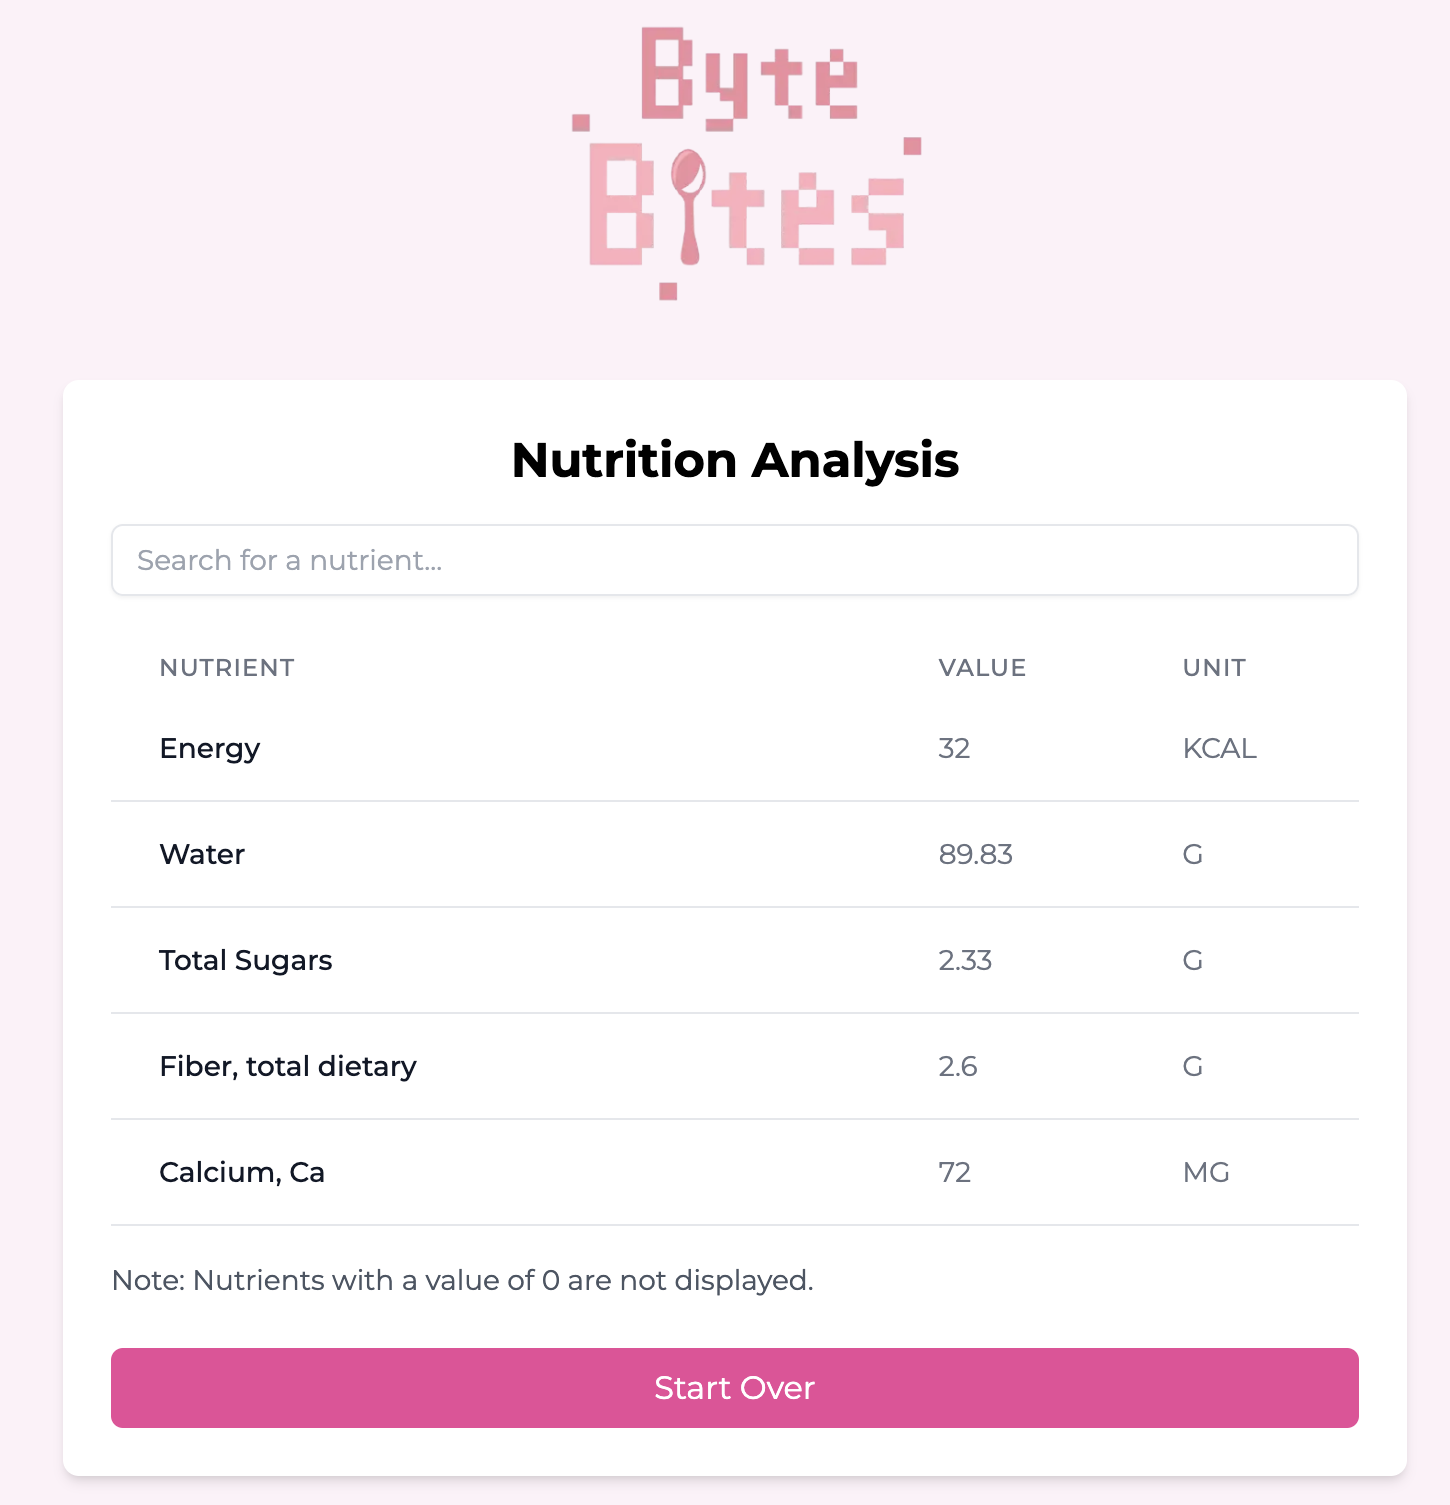 Byte
Bites
Nutrition Analysis
Search for a nutrient...
NUTRIENT VALUE UNIT
Energy 32 KCAL
Water 89.83 G
Total Sugars 2.33 G
Fiber, total dietary 2.6 G
Calcium, Ca 72 MG
Note: Nutrients with a value of 0 are not displayed.
Start Over